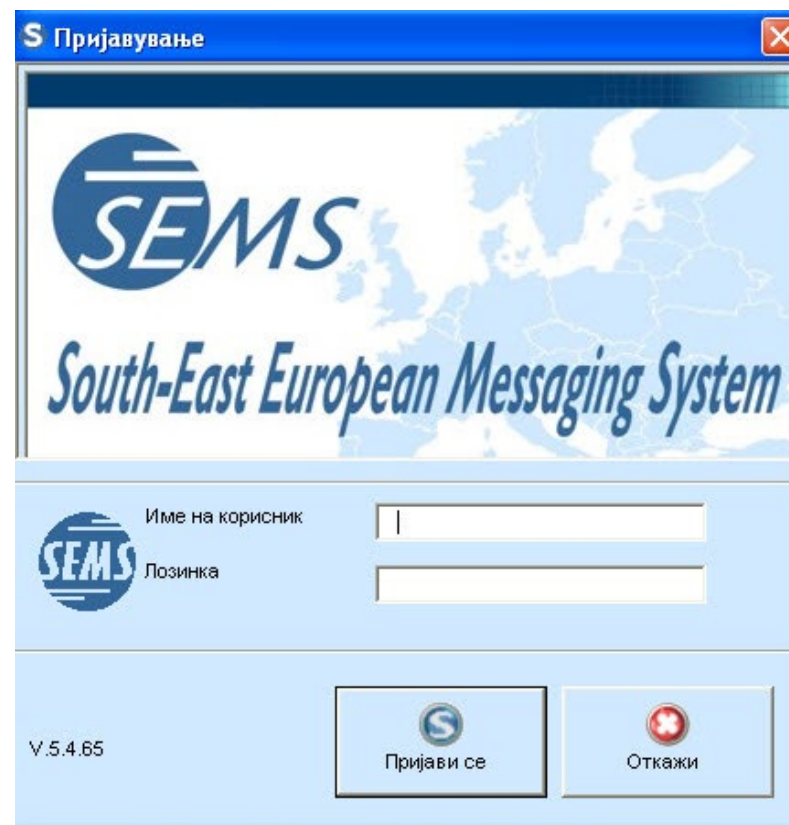 S Пријавување
SEMS
South-East European Messaging System
Име на корисник
SEMS
Лозинка
V.5.4.65
S
Пријави се
Откажи